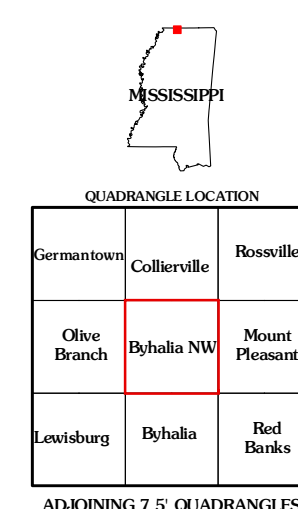 MISSISSIPPI
QUADRANGLE LOCATION
Germantown
Collierville
Rossville
Olive
Branch
Byhalia NW
Mount
Pleasant
Lewisburg
Byhalia
Red
Banks
ADJOINING 7.5' QUADRANGLES